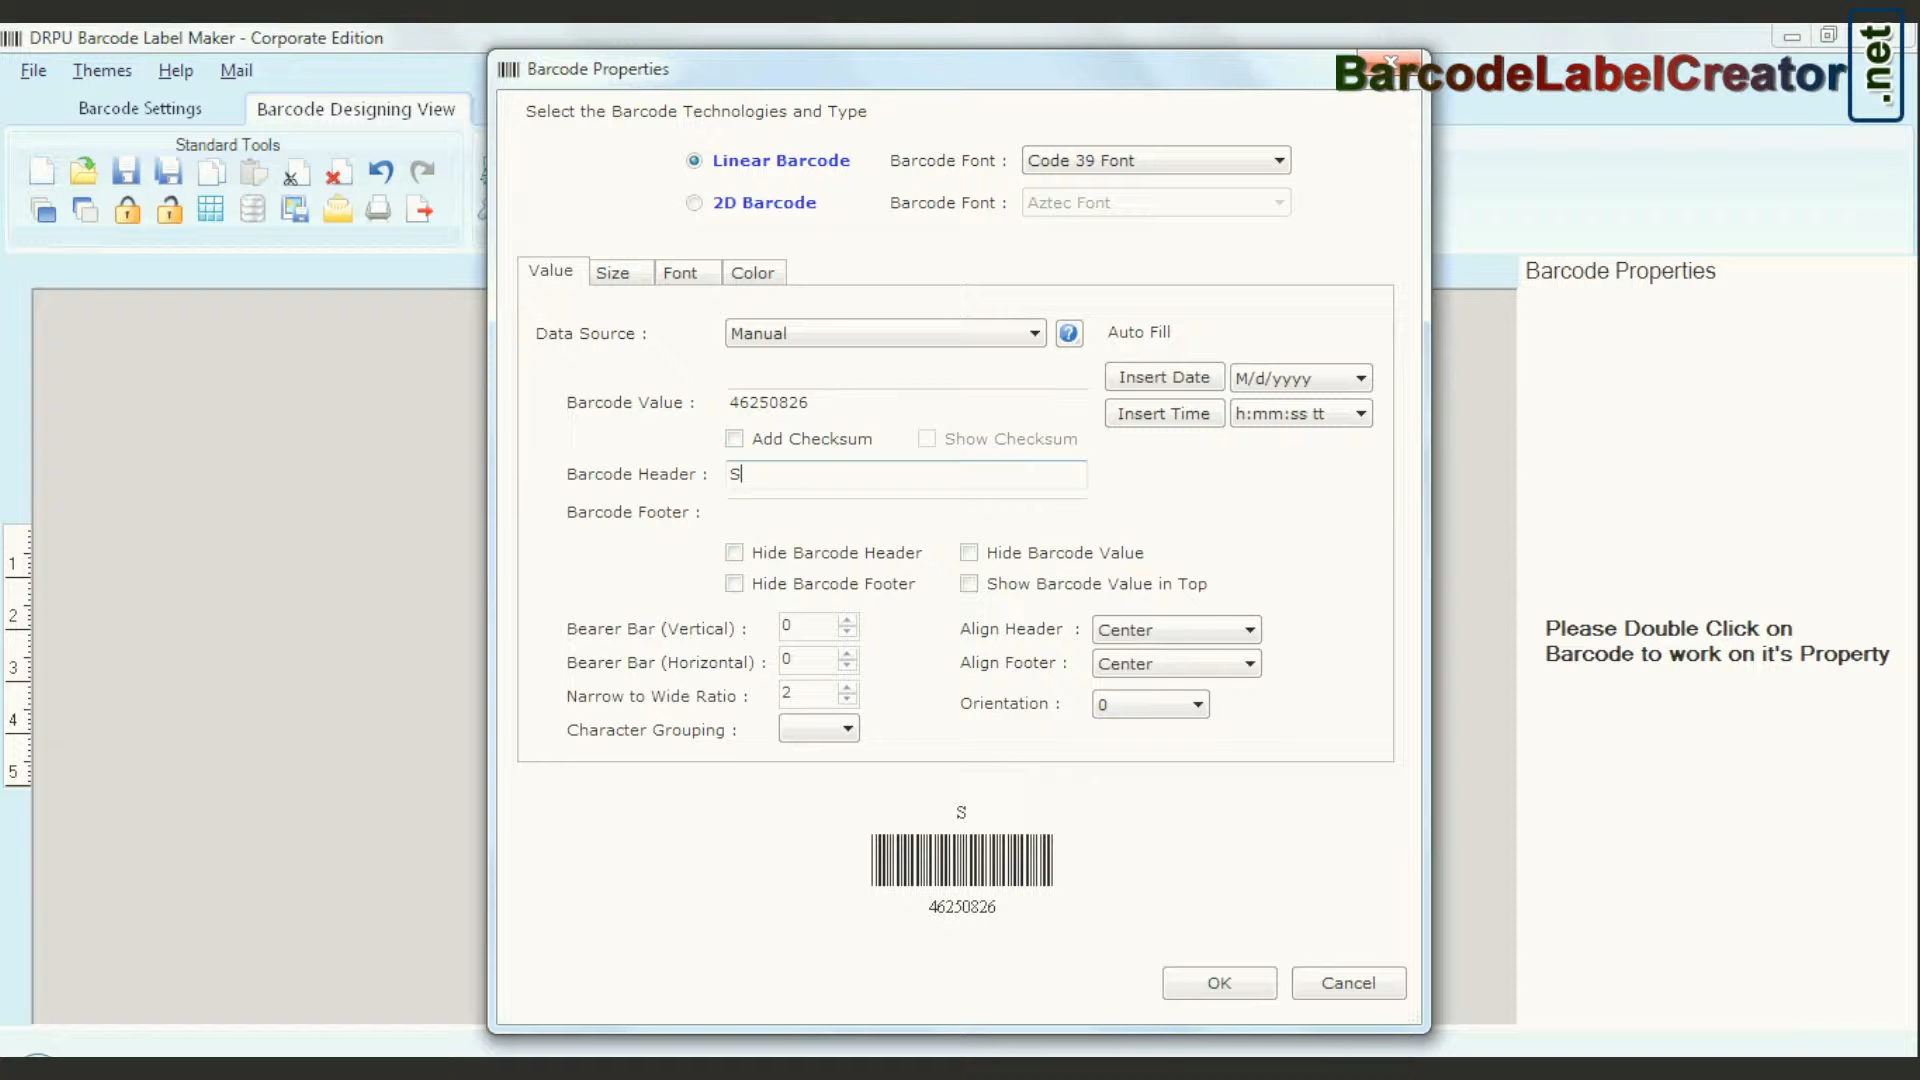 DRPU Barcode Label Maker - Corporate Edition
File Themes Help Mail
Barcode Settings Barcode Designing View
Standard Tools
Barcode Properties
BarcodeLabelCreator
.net
Select the Barcode Technologies and Type
Linear Barcode Barcode Font : Code 39 Font
2D Barcode Barcode Font : Aztec Font
Value Size Font Color
Data Source : Manual ? Auto Fill
Insert Date M/d/yyyy
Barcode Value : 46250826
Insert Time h:mm:ss tt
Add Checksum Show Checksum
Barcode Header : S
Barcode Footer :
Hide Barcode Header Hide Barcode Value
Hide Barcode Footer Show Barcode Value in Top
Bearer Bar (Vertical) : 0 Align Header : Center
Bearer Bar (Horizontal) : 0 Align Footer : Center
Narrow to Wide Ratio : 2 Orientation : 0
Character Grouping :
S
46250826
OK Cancel
1
2
3
4
5
Barcode Properties
Please Double Click on
Barcode to work on it's Property